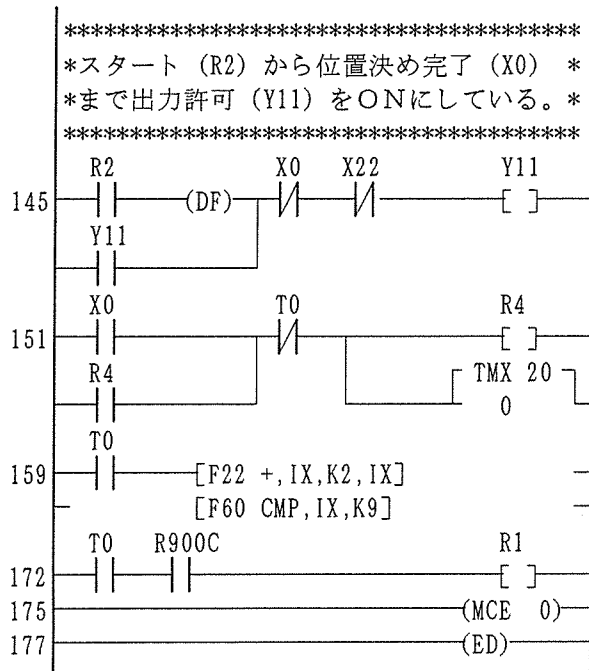 ***************************************
*スタート（R2）から位置決め完了（X0） *
*まで出力許可（Y11）をONにしている。*
***************************************
R2 X0 X22 Y11
145 (DF) [ ]
Y11
X0 T0 R4
151 [ ]
R4 TMX 20
0
T0
159 [F22 +,IX,K2,IX]
[F60 CMP,IX,K9]
T0 R900C R1
172 [ ]
175 (MCE 0)
177 (ED)